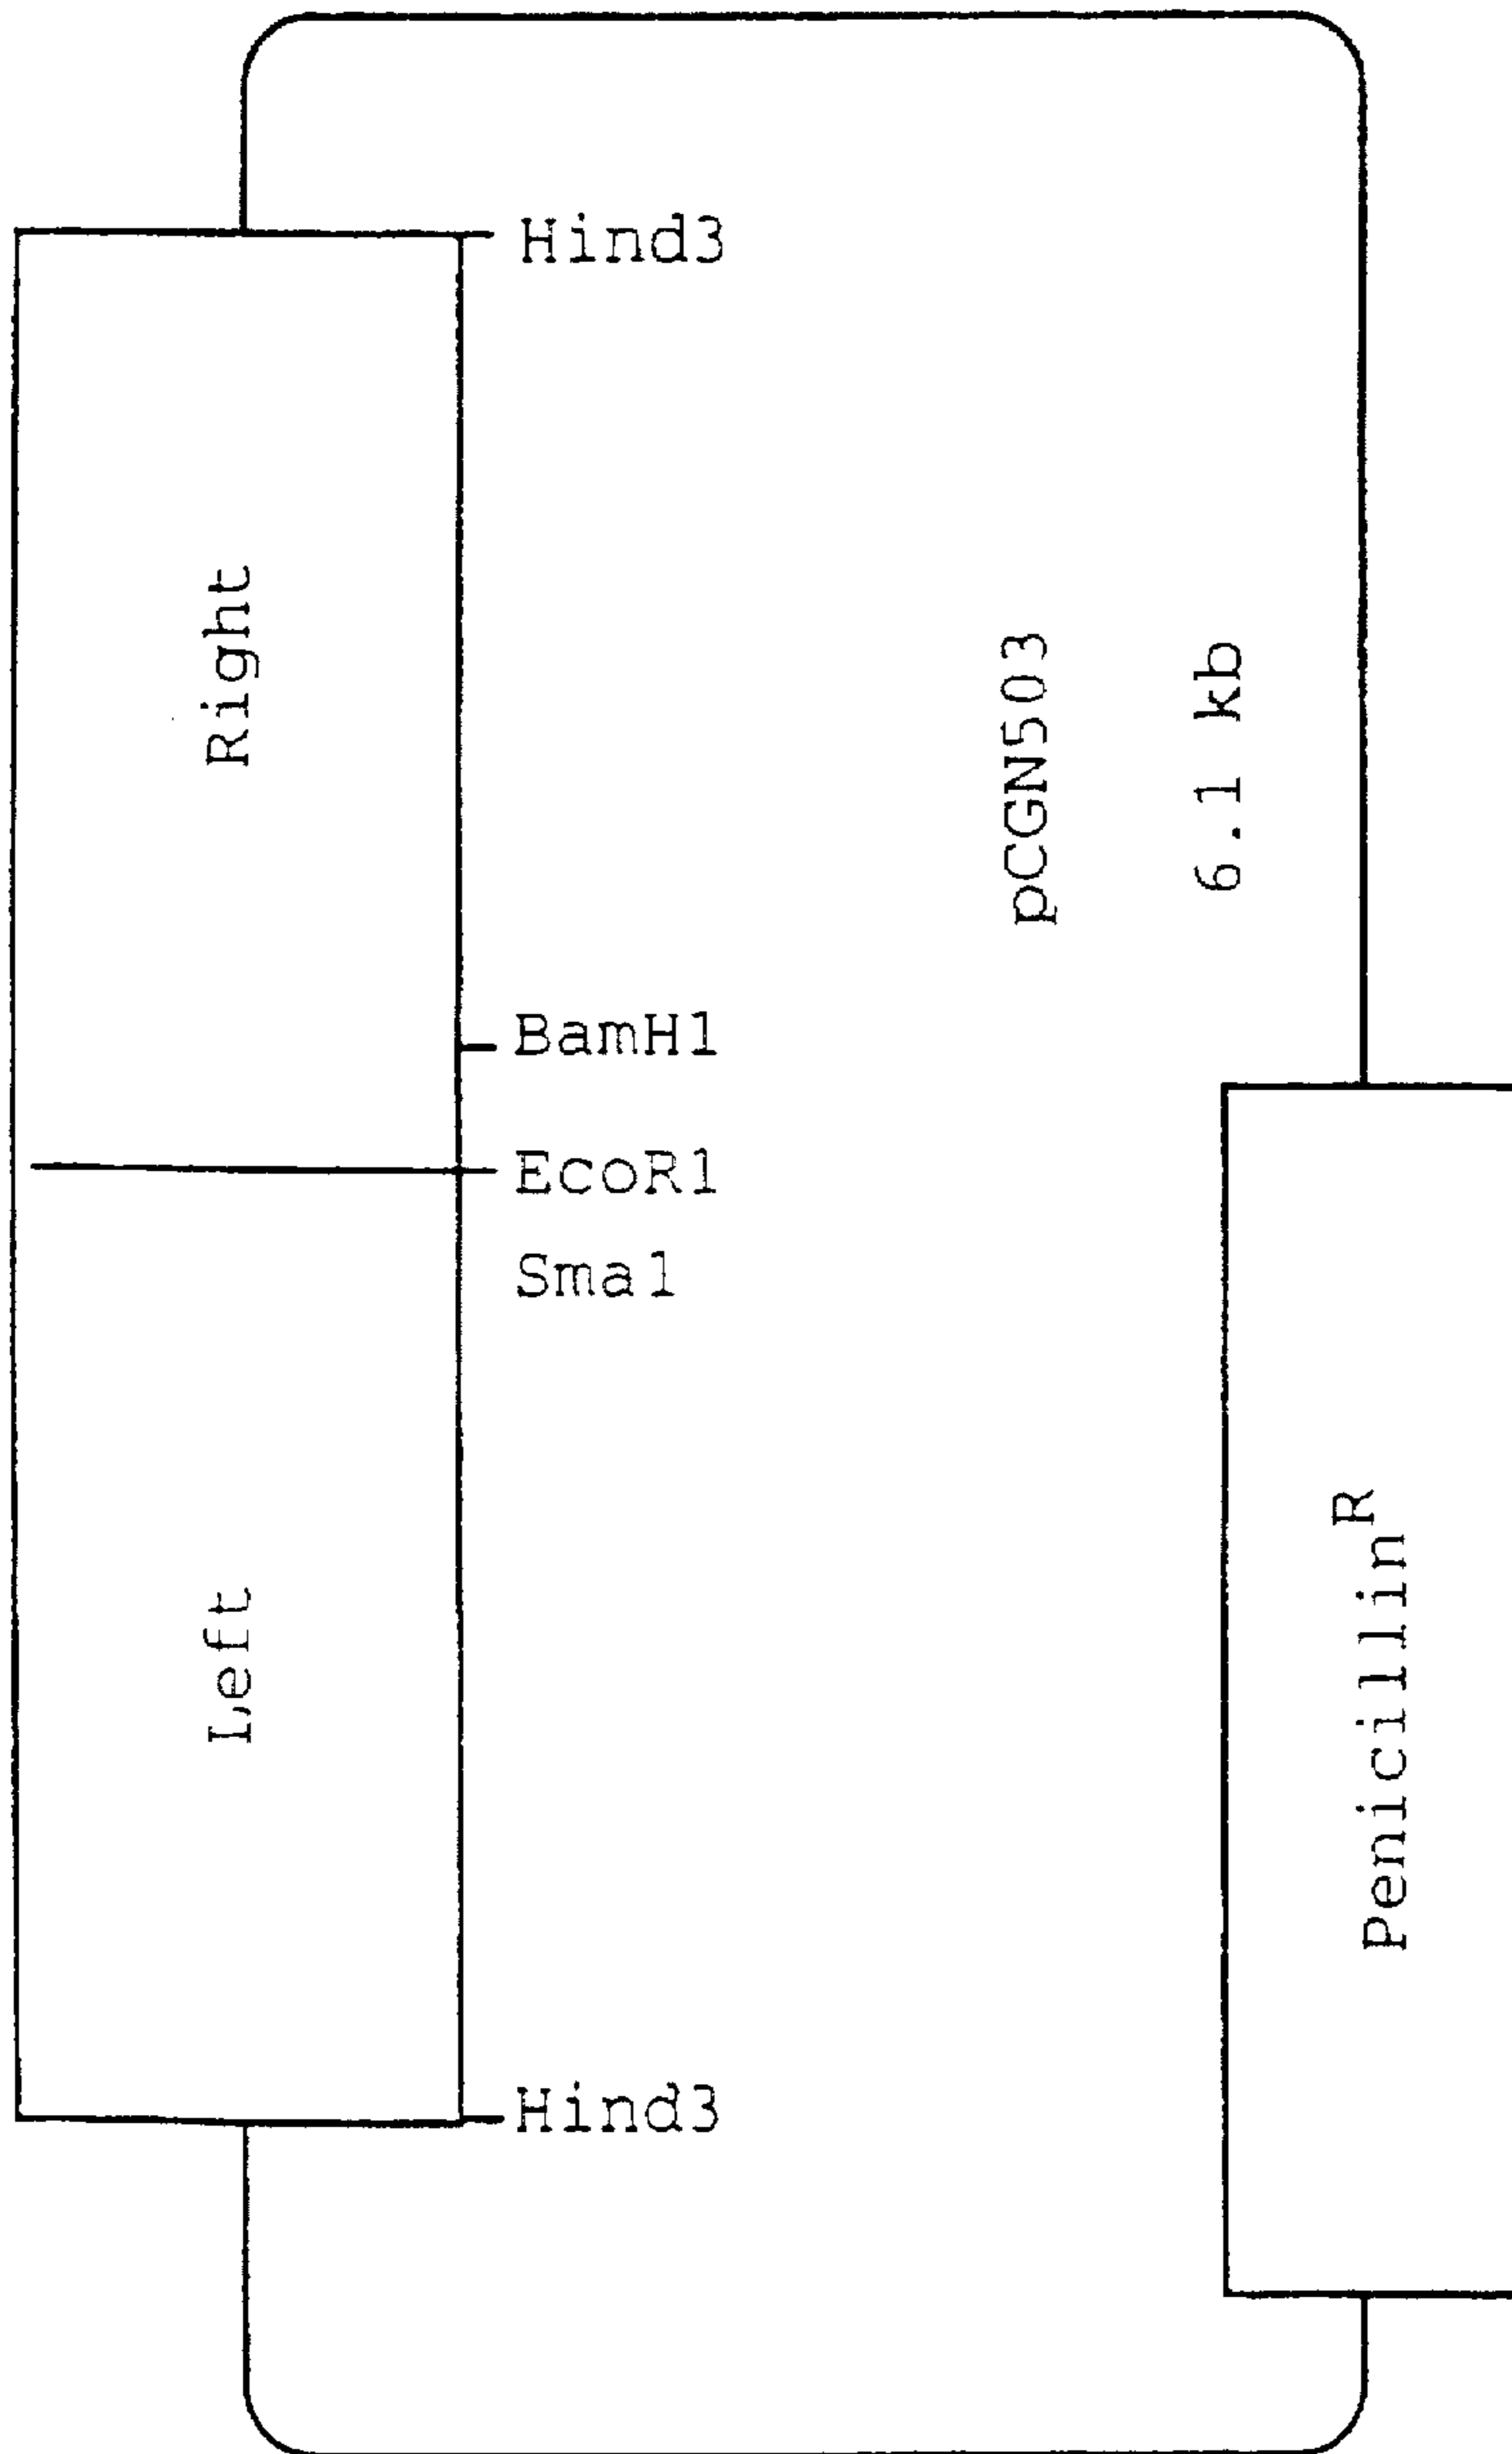 Hind3
Right
pCGN503
6.1 kb
BamH1
EcoR1
Sma1
Left
Penicillin^R
Hind3